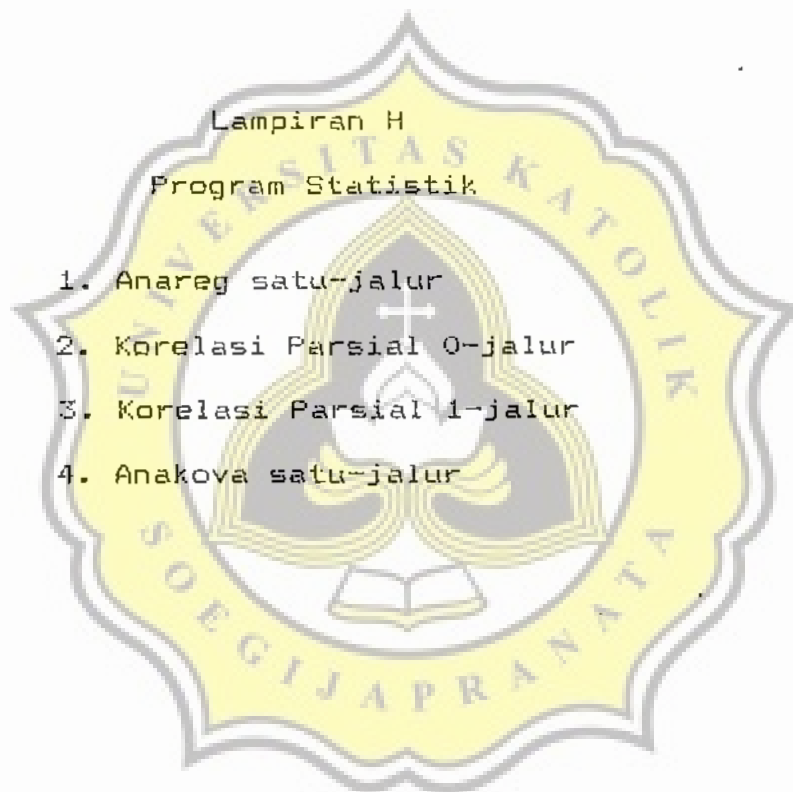 Lampiran H
Program Statistik
1. Anareg satu-jalur
2. Korelasi Parsial 0-jalur
3. Korelasi Parsial 1-jalur
4. Anakova satu-jalur
UNIVERSITAS KATOLIK
SOEGIJAPRANATA